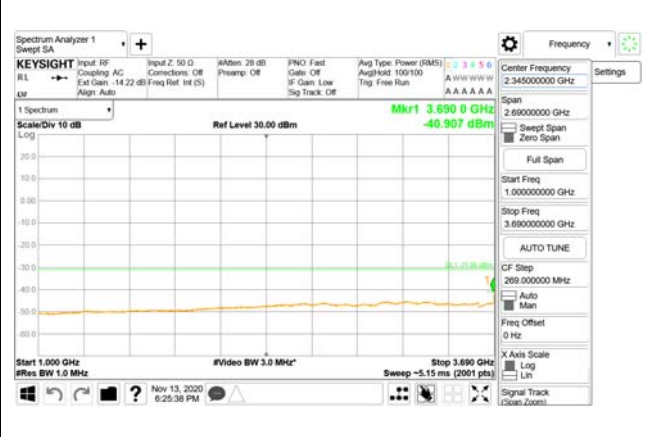 Spectrum Analyzer 1
Swept SA
Frequency
KEYSIGHT
RL
Input: RF
Coupling: AC
Ext Gain: -14.22 dB
Align: Auto
Input Z: 50 Ω
Corrections: Off
Freq Ref: Int (S)
#Atten: 28 dB
Preamp: Off
PNO: Fast
Gate: Off
IF Gain: Low
Sig Track: Off
Avg Type: Power (RMS)
Avg|Hold: 100/100
Trig: Free Run
1 2 3 4 5 6
A W W W W W
A A A A A A
1 Spectrum
Scale/Div 10 dB
Ref Level 30.00 dBm
Mkr1 3.690 0 GHz
-40.907 dBm
Log
20.0
10.0
0.00
-10.0
-20.0
-30.0
-40.0
-50.0
-60.0
1
Start 1.000 GHz
#Res BW 1.0 MHz
#Video BW 3.0 MHz*
Stop 3.690 GHz
Sweep ~5.15 ms (2001 pts)
Nov 13, 2020
6:25:38 PM
Center Frequency
2.345000000 GHz
Settings
Span
2.69000000 GHz
Swept Span
Zero Span
Full Span
Start Freq
1.000000000 GHz
Stop Freq
3.690000000 GHz
AUTO TUNE
CF Step
269.000000 MHz
Auto
Man
Freq Offset
0 Hz
X Axis Scale
Log
Lin
Signal Track
(Span Zoom)